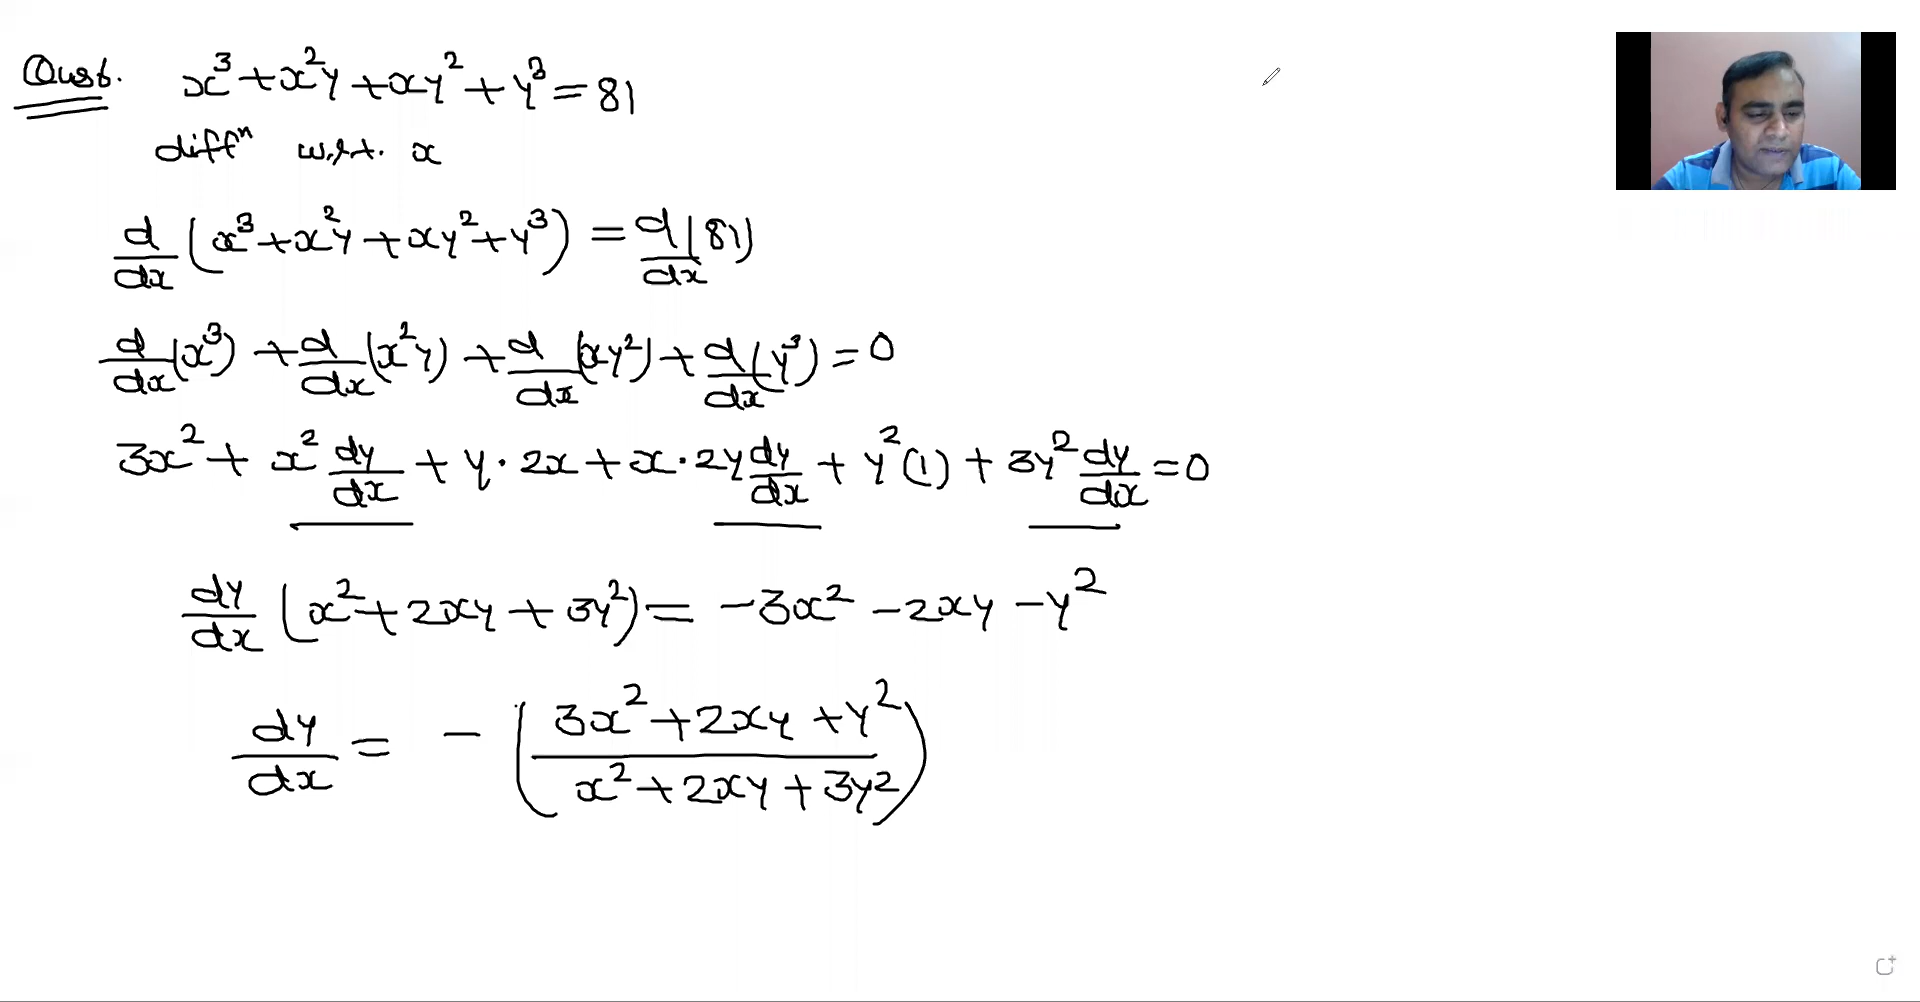 Ques. x³ + x²y + xy² + y³ = 81
diffⁿ w.r.t. x
d/dx (x³ + x²y + xy² + y³) = d/dx (81)
d/dx (x³) + d/dx (x²y) + d/dx (xy²) + d/dx (y³) = 0
3x² + x² dy/dx + y · 2x + x · 2y dy/dx + y² (1) + 3y² dy/dx = 0
dy/dx (x² + 2xy + 3y²) = -3x² - 2xy - y²
dy/dx = - ( (3x² + 2xy + y²) / (x² + 2xy + 3y²) )